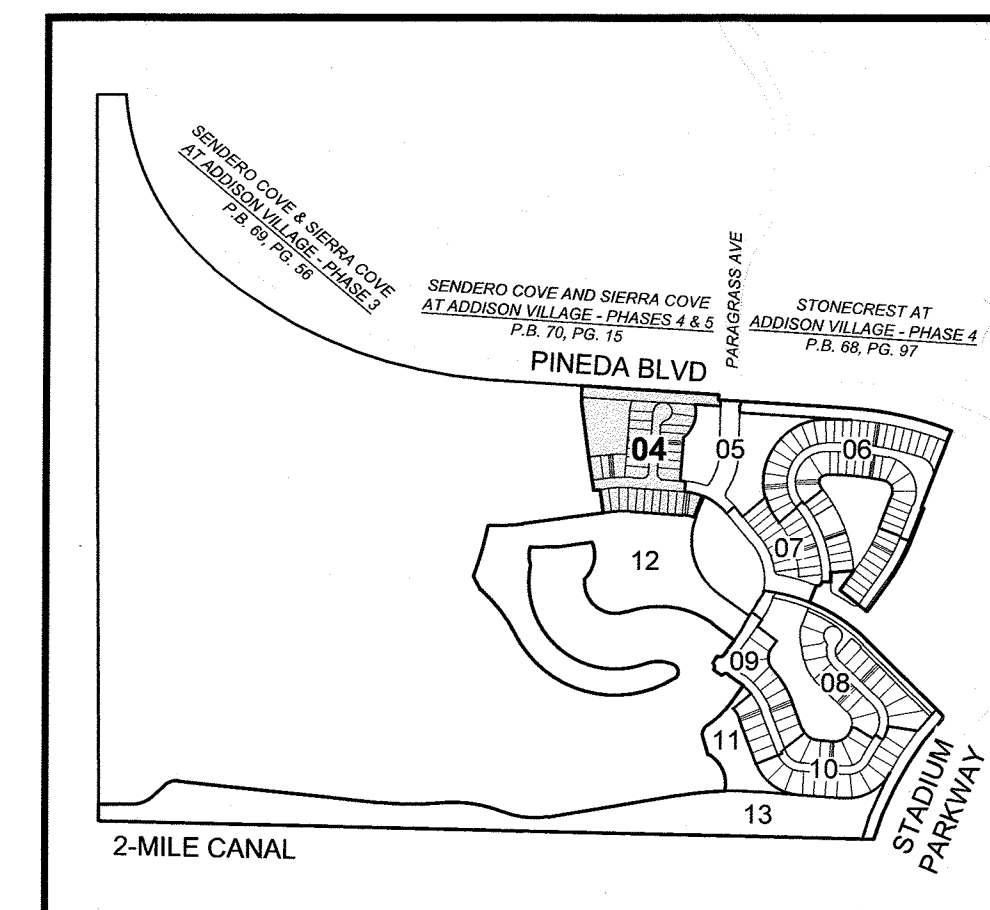 SENDERO COVE & SIERRA COVE
AT ADDISON VILLAGE - PHASE 3
P.B. 69, PG. 56
SENDERO COVE AND SIERRA COVE
AT ADDISON VILLAGE - PHASES 4 & 5
P.B. 70, PG. 15
PARAGRASS AVE
STONECREST AT
ADDISON VILLAGE - PHASE 4
P.B. 68, PG. 97
PINEDA BLVD
04
05
06
07
12
09
08
11
10
13
STADIUM
PARKWAY
2-MILE CANAL